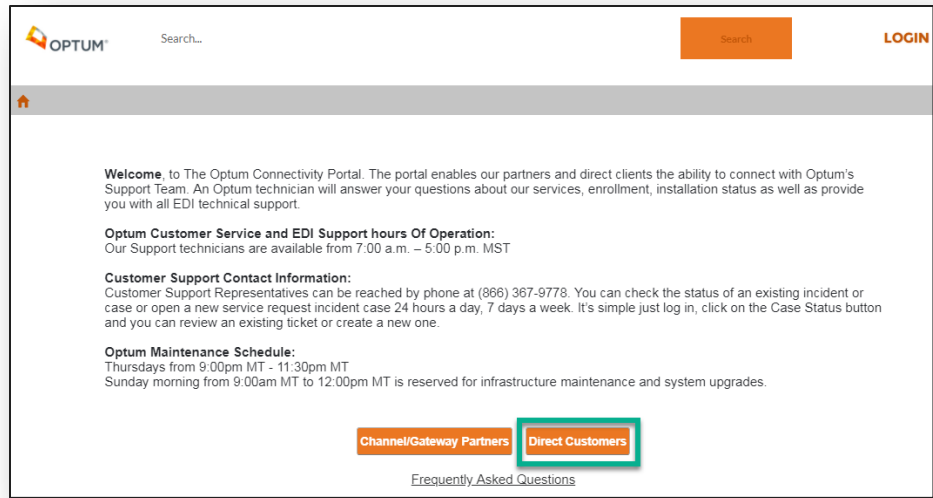 OPTUM®
Search...
Search
LOGIN
Welcome, to The Optum Connectivity Portal. The portal enables our partners and direct clients the ability to connect with Optum's
Support Team. An Optum technician will answer your questions about our services, enrollment, installation status as well as provide
you with all EDI technical support.
Optum Customer Service and EDI Support hours Of Operation:
Our Support technicians are available from 7:00 a.m. – 5:00 p.m. MST
Customer Support Contact Information:
Customer Support Representatives can be reached by phone at (866) 367-9778. You can check the status of an existing incident or
case or open a new service request incident case 24 hours a day, 7 days a week. It's simple just log in, click on the Case Status button
and you can review an existing ticket or create a new one.
Optum Maintenance Schedule:
Thursdays from 9:00pm MT - 11:30pm MT
Sunday morning from 9:00am MT to 12:00pm MT is reserved for infrastructure maintenance and system upgrades.
Channel/Gateway Partners
Direct Customers
Frequently Asked Questions